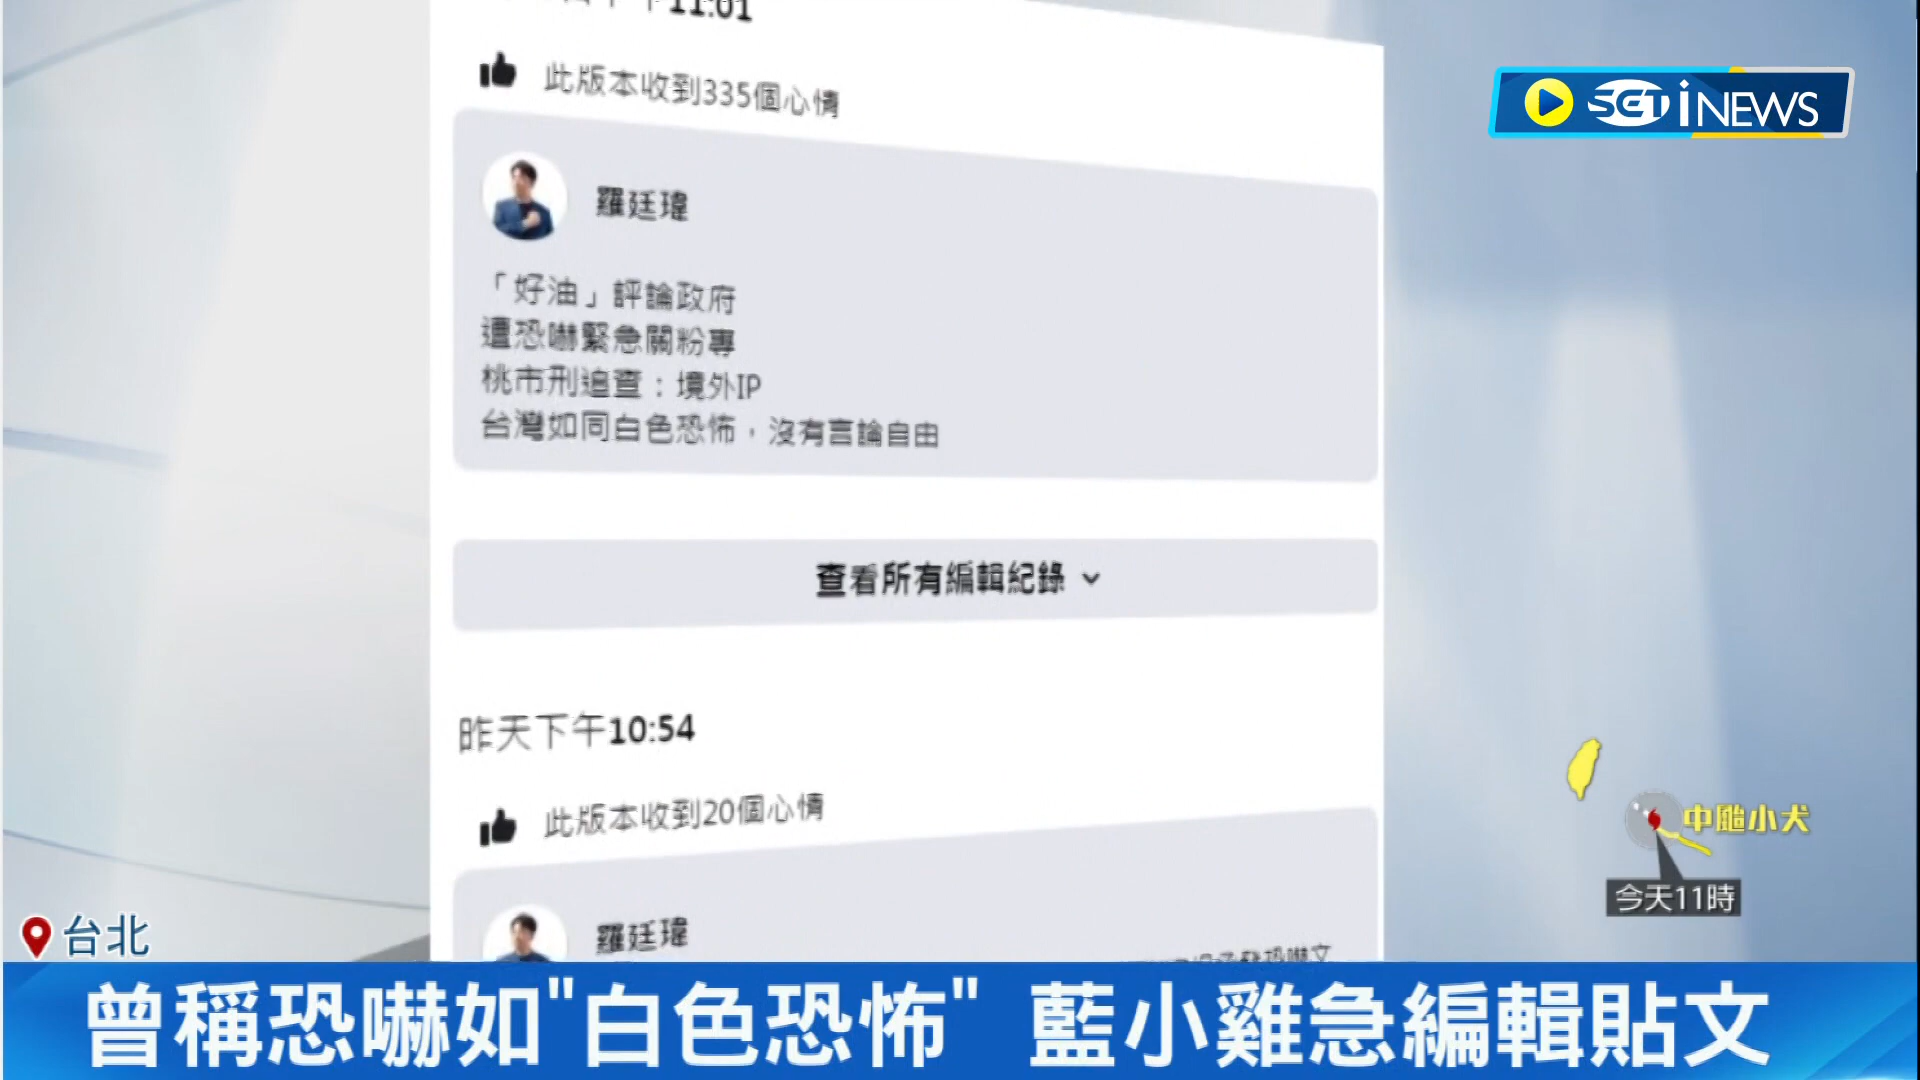 11:01
此版本收到335個心情
SET iNEWS
羅廷瑋
「好油」評論政府
遭恐嚇緊急關粉專
桃市刑追查：境外IP
台灣如同白色恐怖，沒有言論自由
查看所有編輯紀錄
昨天下午10:54
此版本收到20個心情
中颱小犬
今天11時
羅廷瑋
台北
曾稱恐嚇如"白色恐怖" 藍小雞急編輯貼文